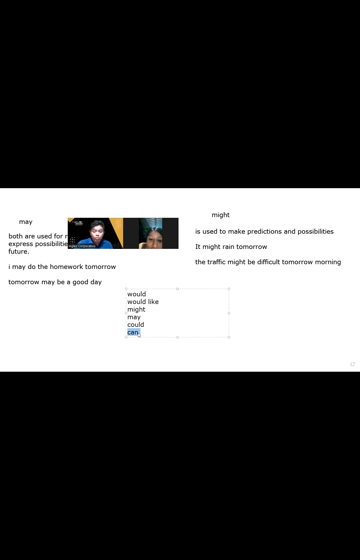 may
both are used for
express possibilitie
future.
i may do the homework tomorrow
tomorrow may be a good day
might
is used to make predictions and possibilities
It might rain tomorrow
the traffic might be difficult tomorrow morning
would
would like
might
may
could
can